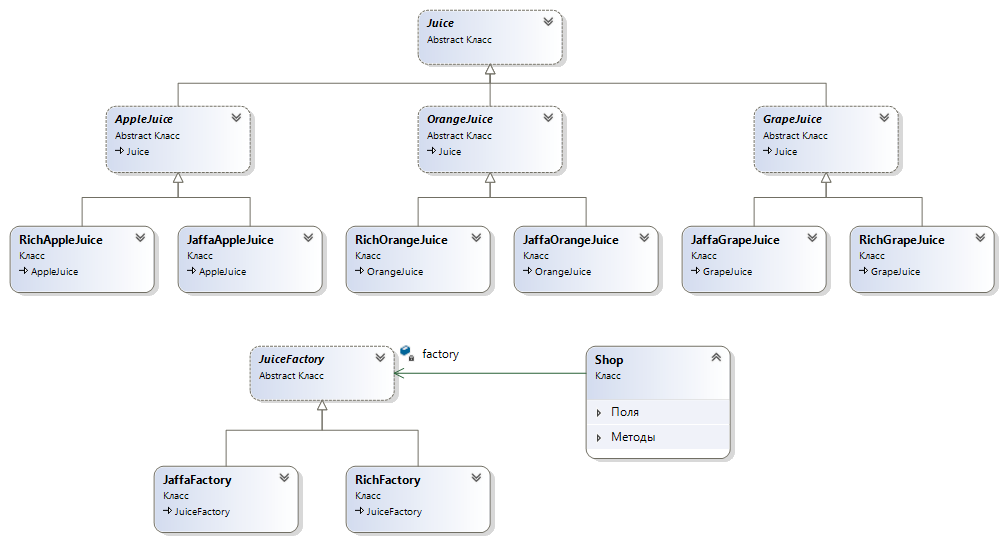 Juice
Abstract Класс
AppleJuice
Abstract Класс
Juice
OrangeJuice
Abstract Класс
Juice
GrapeJuice
Abstract Класс
Juice
RichAppleJuice
Класс
AppleJuice
JaffaAppleJuice
Класс
AppleJuice
RichOrangeJuice
Класс
OrangeJuice
JaffaOrangeJuice
Класс
OrangeJuice
JaffaGrapeJuice
Класс
GrapeJuice
RichGrapeJuice
Класс
GrapeJuice
JuiceFactory
Abstract Класс
factory
Shop
Класс
Поля
Методы
JaffaFactory
Класс
JuiceFactory
RichFactory
Класс
JuiceFactory